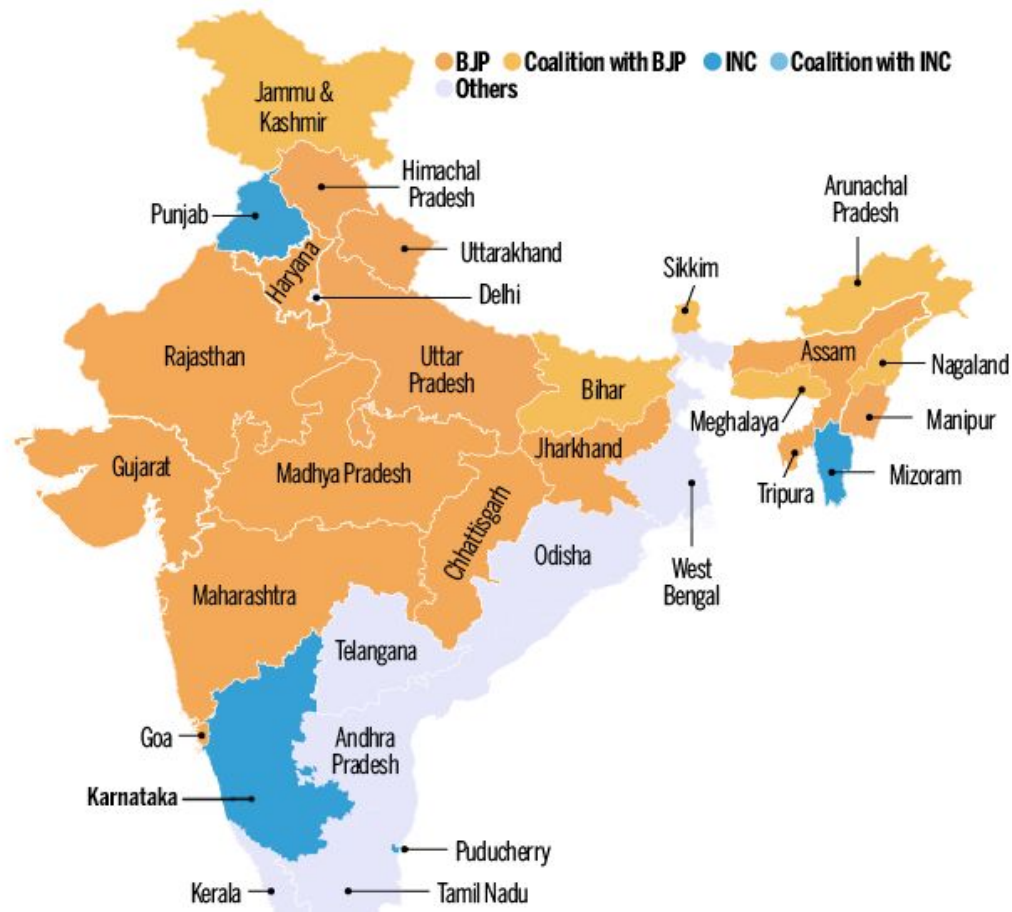 BJP Coalition with BJP INC Coalition with INC
Others
Jammu &
Kashmir
Himachal
Pradesh
Punjab
Uttarakhand
Haryana
Delhi
Sikkim
Arunachal
Pradesh
Rajasthan
Uttar
Pradesh
Bihar
Assam
Nagaland
Meghalaya
Manipur
Jharkhand
Gujarat
Madhya Pradesh
Tripura
Mizoram
Chhattisgarh
Odisha
West
Bengal
Maharashtra
Telangana
Goa
Andhra
Pradesh
Karnataka
Puducherry
Kerala
Tamil Nadu